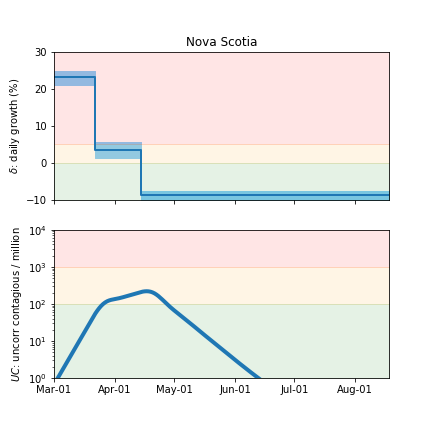 Nova Scotia
δ: daily growth (%)
30
20
10
0
−10
UC: uncorr contagious / million
10⁴
10³
10²
10¹
10⁰
Mar-01 Apr-01 May-01 Jun-01 Jul-01 Aug-01